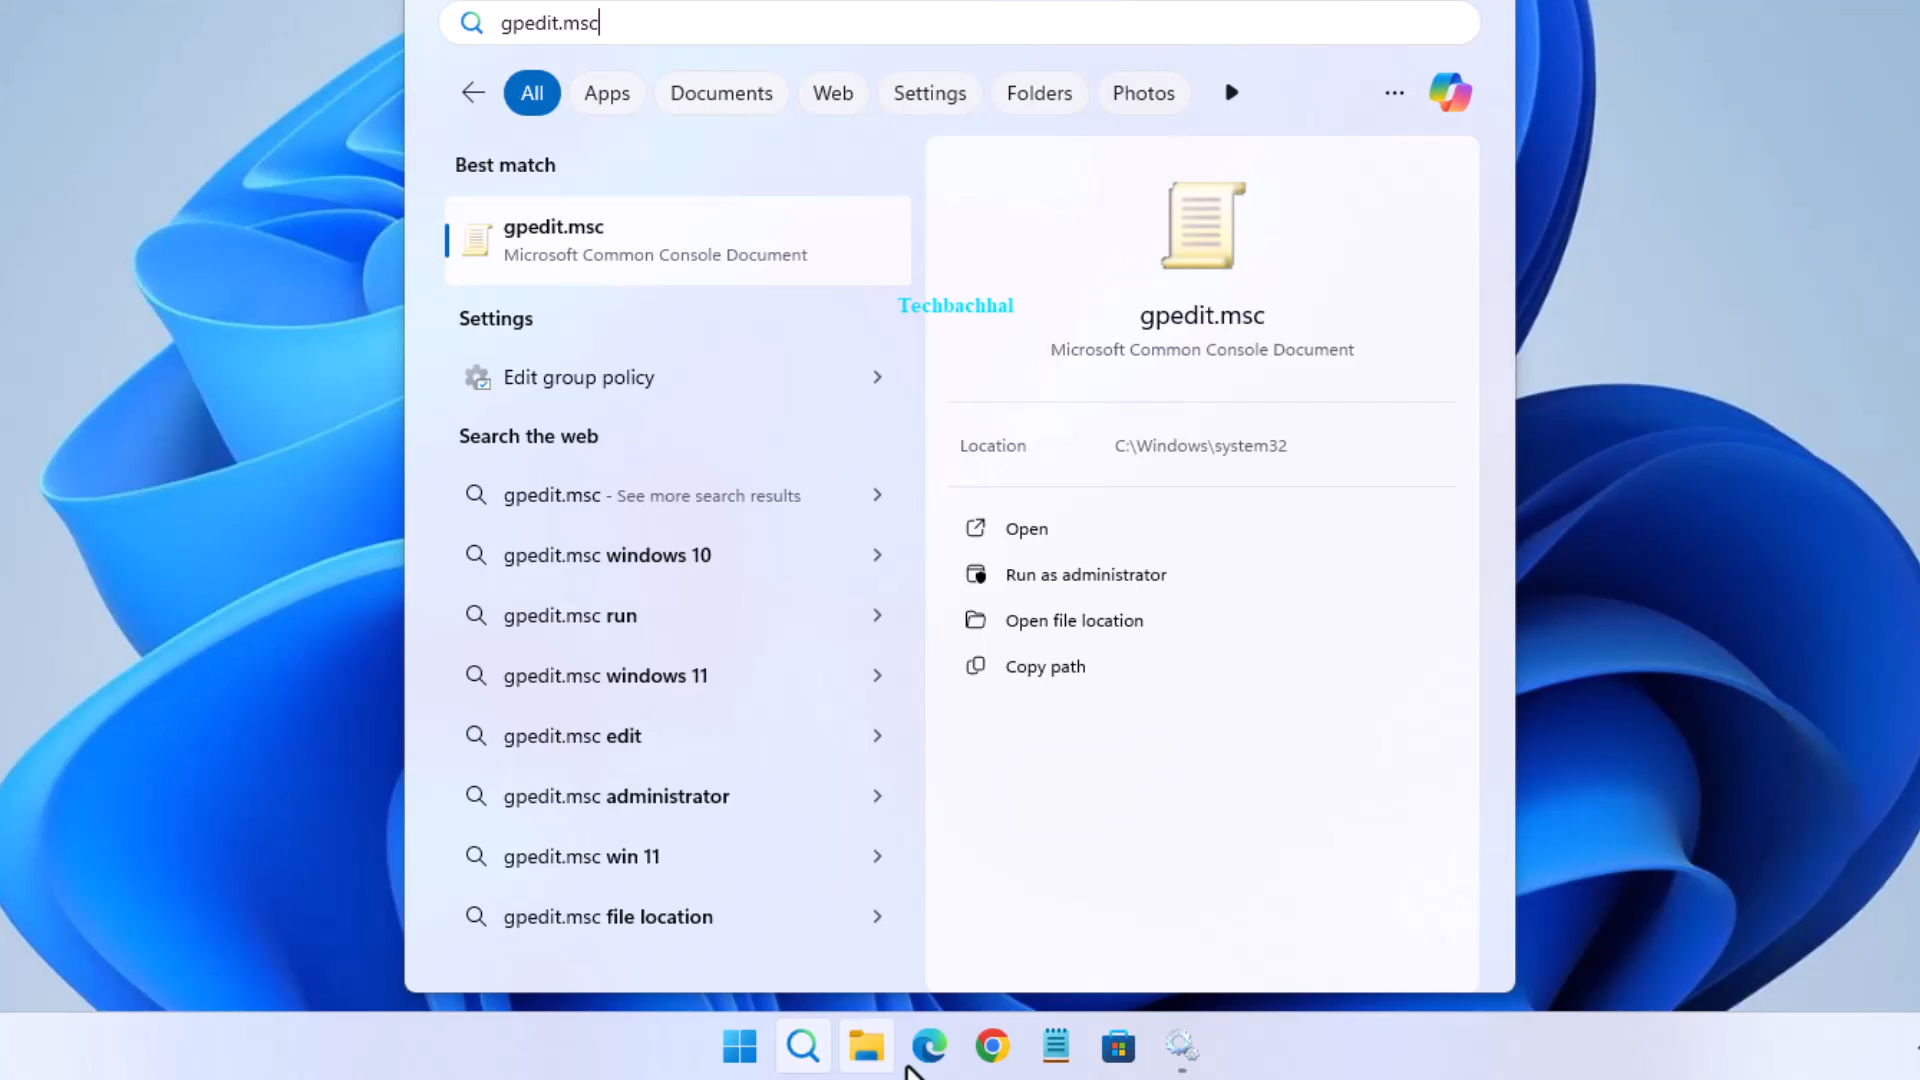 gpedit.msc
All
Apps
Documents
Web
Settings
Folders
Photos
Best match
gpedit.msc
Microsoft Common Console Document
Settings
Edit group policy
Search the web
gpedit.msc - See more search results
gpedit.msc windows 10
gpedit.msc run
gpedit.msc windows 11
gpedit.msc edit
gpedit.msc administrator
gpedit.msc win 11
gpedit.msc file location
Techbachhal
gpedit.msc
Microsoft Common Console Document
Location C:\Windows\system32
Open
Run as administrator
Open file location
Copy path